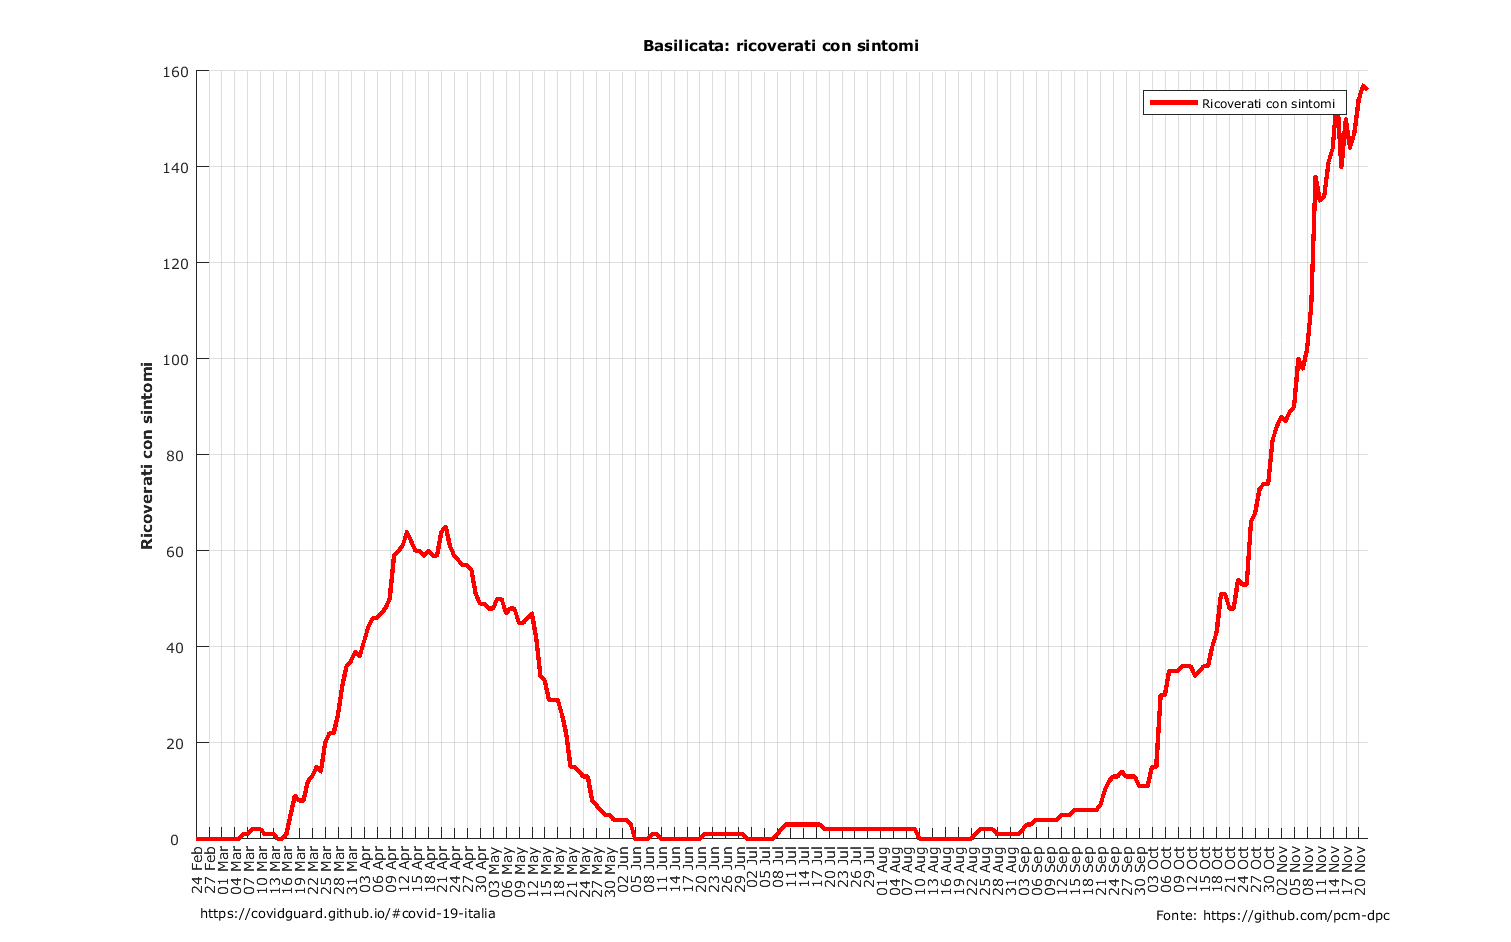 Basilicata: ricoverati con sintomi
Ricoverati con sintomi
Ricoverati con sintomi
160
140
120
100
80
60
40
20
0
24 Feb
27 Feb
01 Mar
04 Mar
07 Mar
10 Mar
13 Mar
16 Mar
19 Mar
22 Mar
25 Mar
28 Mar
31 Mar
03 Apr
06 Apr
09 Apr
12 Apr
15 Apr
18 Apr
21 Apr
24 Apr
27 Apr
30 Apr
03 May
06 May
09 May
12 May
15 May
18 May
21 May
24 May
27 May
30 May
02 Jun
05 Jun
08 Jun
11 Jun
14 Jun
17 Jun
20 Jun
23 Jun
26 Jun
29 Jun
02 Jul
05 Jul
08 Jul
11 Jul
14 Jul
17 Jul
20 Jul
23 Jul
26 Jul
29 Jul
01 Aug
04 Aug
07 Aug
10 Aug
13 Aug
16 Aug
19 Aug
22 Aug
25 Aug
28 Aug
31 Aug
03 Sep
06 Sep
09 Sep
12 Sep
15 Sep
18 Sep
21 Sep
24 Sep
27 Sep
30 Sep
03 Oct
06 Oct
09 Oct
12 Oct
15 Oct
18 Oct
21 Oct
24 Oct
27 Oct
30 Oct
02 Nov
05 Nov
08 Nov
11 Nov
14 Nov
17 Nov
20 Nov
https://covidguard.github.io/#covid-19-italia
Fonte: https://github.com/pcm-dpc